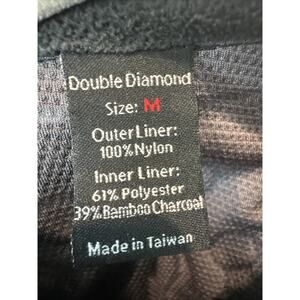 Double Diamond
Size: M
Outer Liner:
100% Nylon
Inner Liner:
61% Polyester
39% Bamboo Charcoal
Made in Taiwan